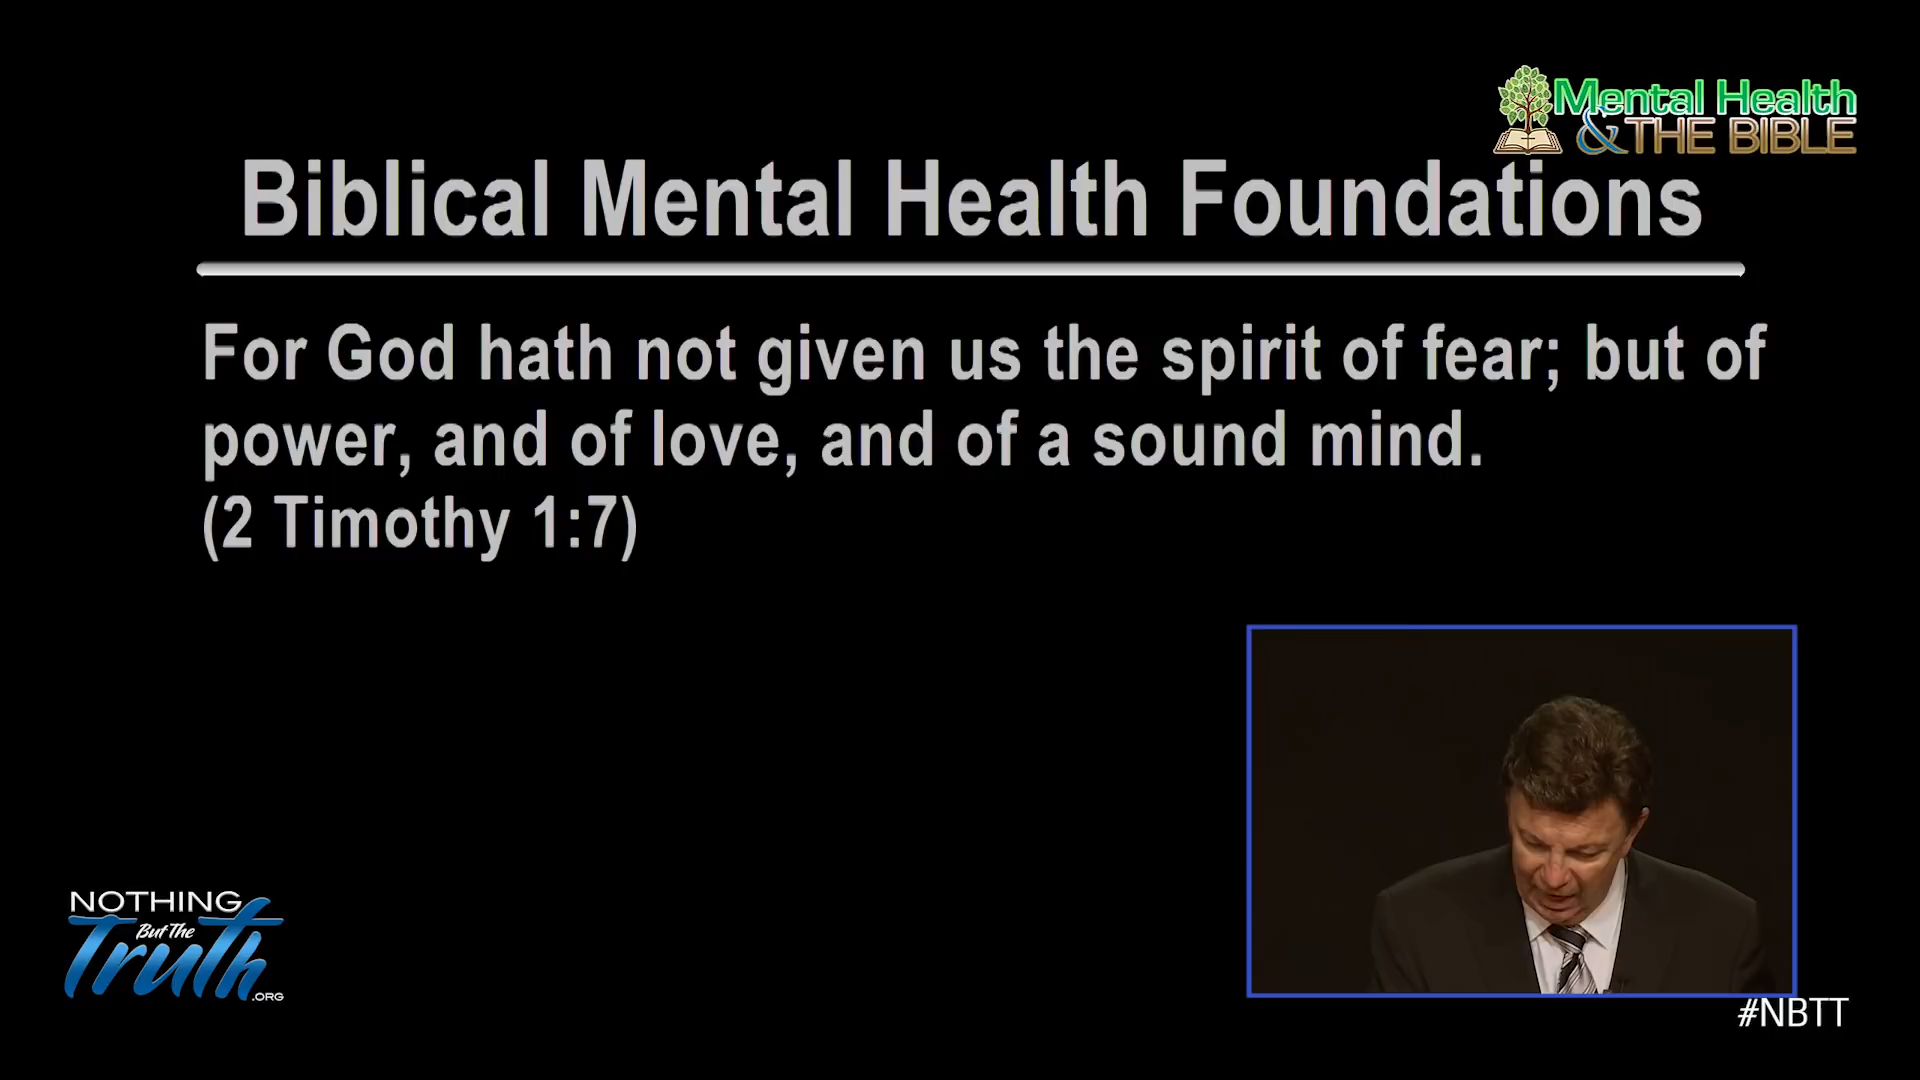 Mental Health
& THE BIBLE
Biblical Mental Health Foundations
For God hath not given us the spirit of fear; but of
power, and of love, and of a sound mind.
(2 Timothy 1:7)
NOTHING
But The
Truth
.ORG
#NBTT